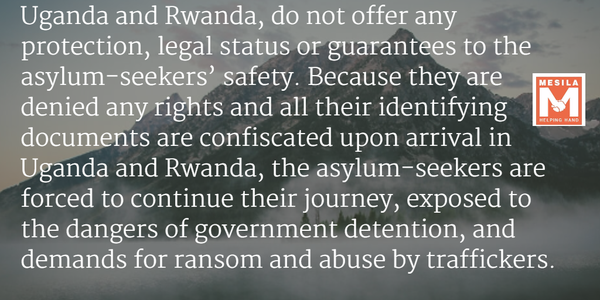 Uganda and Rwanda, do not offer any
protection, legal status or guarantees to the
asylum-seekers’ safety. Because they are
denied any rights and all their identifying
documents are confiscated upon arrival in
Uganda and Rwanda, the asylum-seekers are
forced to continue their journey, exposed to
the dangers of government detention, and
demands for ransom and abuse by traffickers.
MESILA
M
HELPING HAND